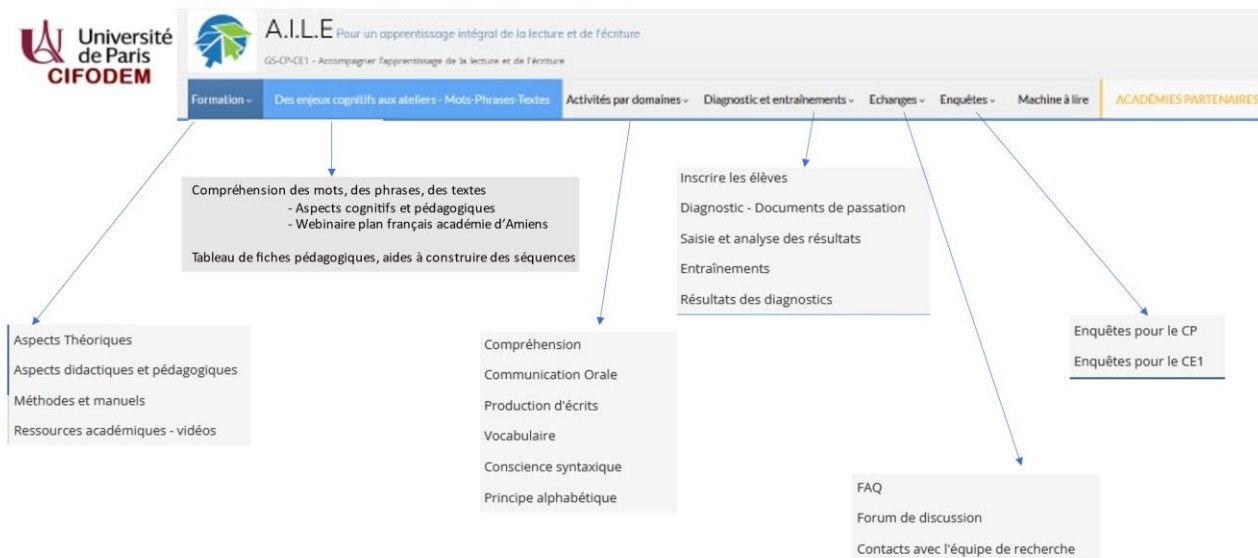 Université
de Paris
CIFODEM
A.I.L.E Pour un apprentissage intégral de la lecture et de l'écriture
GS-CP-CE1 - Accompagner l'apprentissage de la lecture et de l'écriture
Formation Des enjeux cognitifs aux ateliers - Mots-Phrases-Textes Activités par domaines Diagnostic et entraînements Echanges Enquêtes Machine à lire ACADÉMIES PARTENAIRES
Compréhension des mots, des phrases, des textes
- Aspects cognitifs et pédagogiques
- Webinaire plan français académie d'Amiens
Tableau de fiches pédagogiques, aides à construire des séquences
Inscrire les élèves
Diagnostic - Documents de passation
Saisie et analyse des résultats
Entraînements
Résultats des diagnostics
Aspects Théoriques
Aspects didactiques et pédagogiques
Méthodes et manuels
Ressources académiques - vidéos
Compréhension
Communication Orale
Production d'écrits
Vocabulaire
Conscience syntaxique
Principe alphabétique
Enquêtes pour le CP
Enquêtes pour le CE1
FAQ
Forum de discussion
Contacts avec l'équipe de recherche